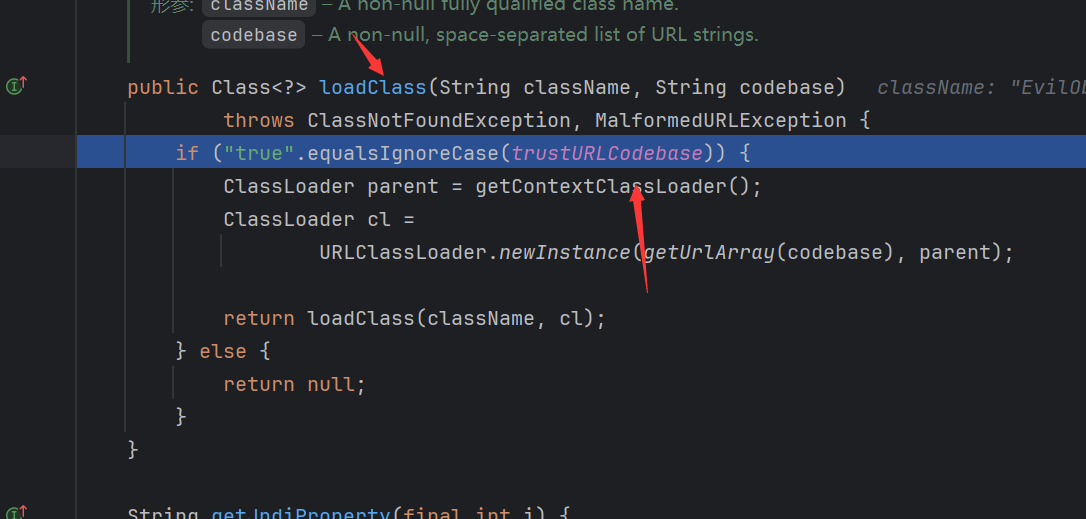 形参: className – A non-null fully qualified class name.
codebase – A non-null, space-separated list of URL strings.
public Class<?> loadClass(String className, String codebase)   className: "EvilOb
throws ClassNotFoundException, MalformedURLException {
if ("true".equalsIgnoreCase(trustURLCodebase)) {
ClassLoader parent = getContextClassLoader();
ClassLoader cl =
URLClassLoader.newInstance(getUrlArray(codebase), parent);
return loadClass(className, cl);
} else {
return null;
}
}
String getJndiProperty(final int i) {